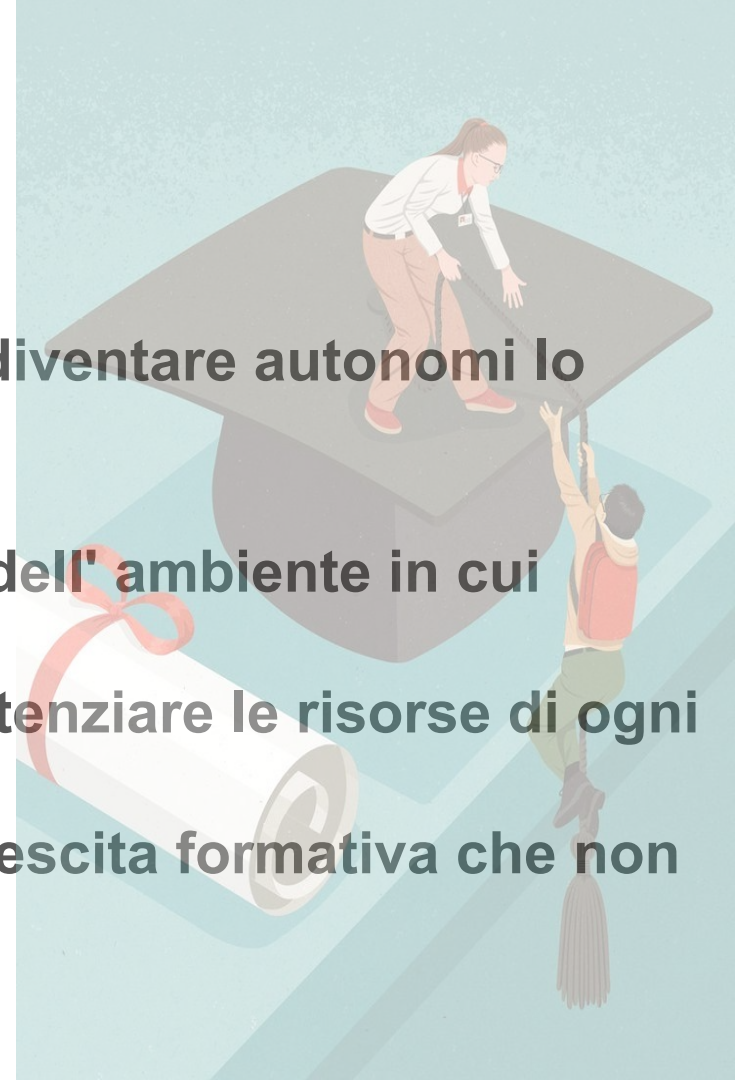 diventare autonomi lo
dell' ambiente in cui
tenziare le risorse di ogni
escita formativa che non